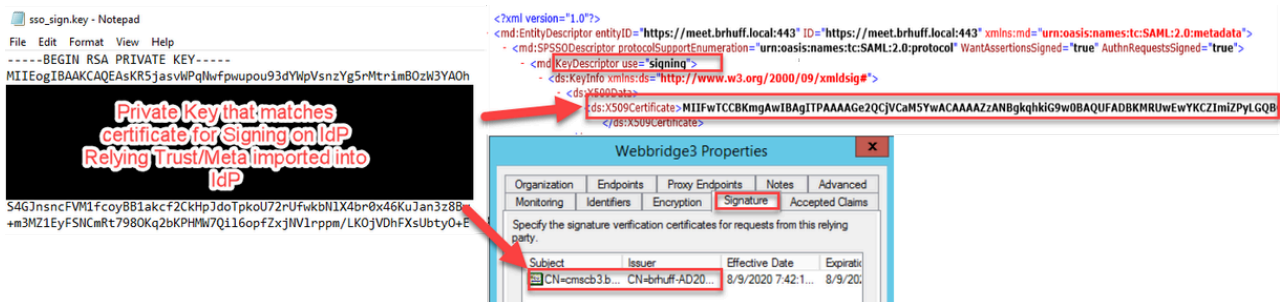 sso_sign.key - Notepad
File Edit Format View Help
-----BEGIN RSA PRIVATE KEY-----
MIIEogIBAAKCAQEAsKR5jasvWPqNwfpwupou93dYWpVsnzYg5rMtrimBOzW3YAOh
Private Key that matches
certificate for Signing on IdP
Relying Trust/Meta imported into
IdP
S4GJnsncFVM1fcoyBB1akcf2CkHpJdoTpkoU72rUfwkbNlX4br0x46KuJan3z8B
+m3MZ1EyFSNCmRt798OKq2bKPHMW7Qil6opfZxjNVlrppm/LKOjVDhFXsUbtyO+E
<?xml version="1.0"?>
<md:EntityDescriptor entityID="https://meet.brhuff.local:443" ID="https://meet.brhuff.local:443" xmlns:md="urn:oasis:names:tc:SAML:2.0:metadata">
- <md:SPSSODescriptor protocolSupportEnumeration="urn:oasis:names:tc:SAML:2.0:protocol" WantAssertionsSigned="true" AuthnRequestsSigned="true">
- <md:KeyDescriptor use="signing">
- <ds:KeyInfo xmlns:ds="http://www.w3.org/2000/09/xmldsig#">
- <ds:X509Data>
<ds:X509Certificate>MIIFwTCCBKmgAwIBAgITPAAAAGe2QCjVCaM5YwACAAAAZzANBgkqhkiG9w0BAQUFADBKMRUwEwYKCZImiZPyLGQB
</ds:X509Certificate>
Webbridge3 Properties
x
Organization Endpoints Proxy Endpoints Notes Advanced
Monitoring Identifiers Encryption Signature Accepted Claims
Specify the signature verification certificates for requests from this relying
party.
Subject Issuer Effective Date Expiratic
CN=cmscb3.b... CN=brhuff-AD20... 8/9/2020 7:42:1... 8/9/202